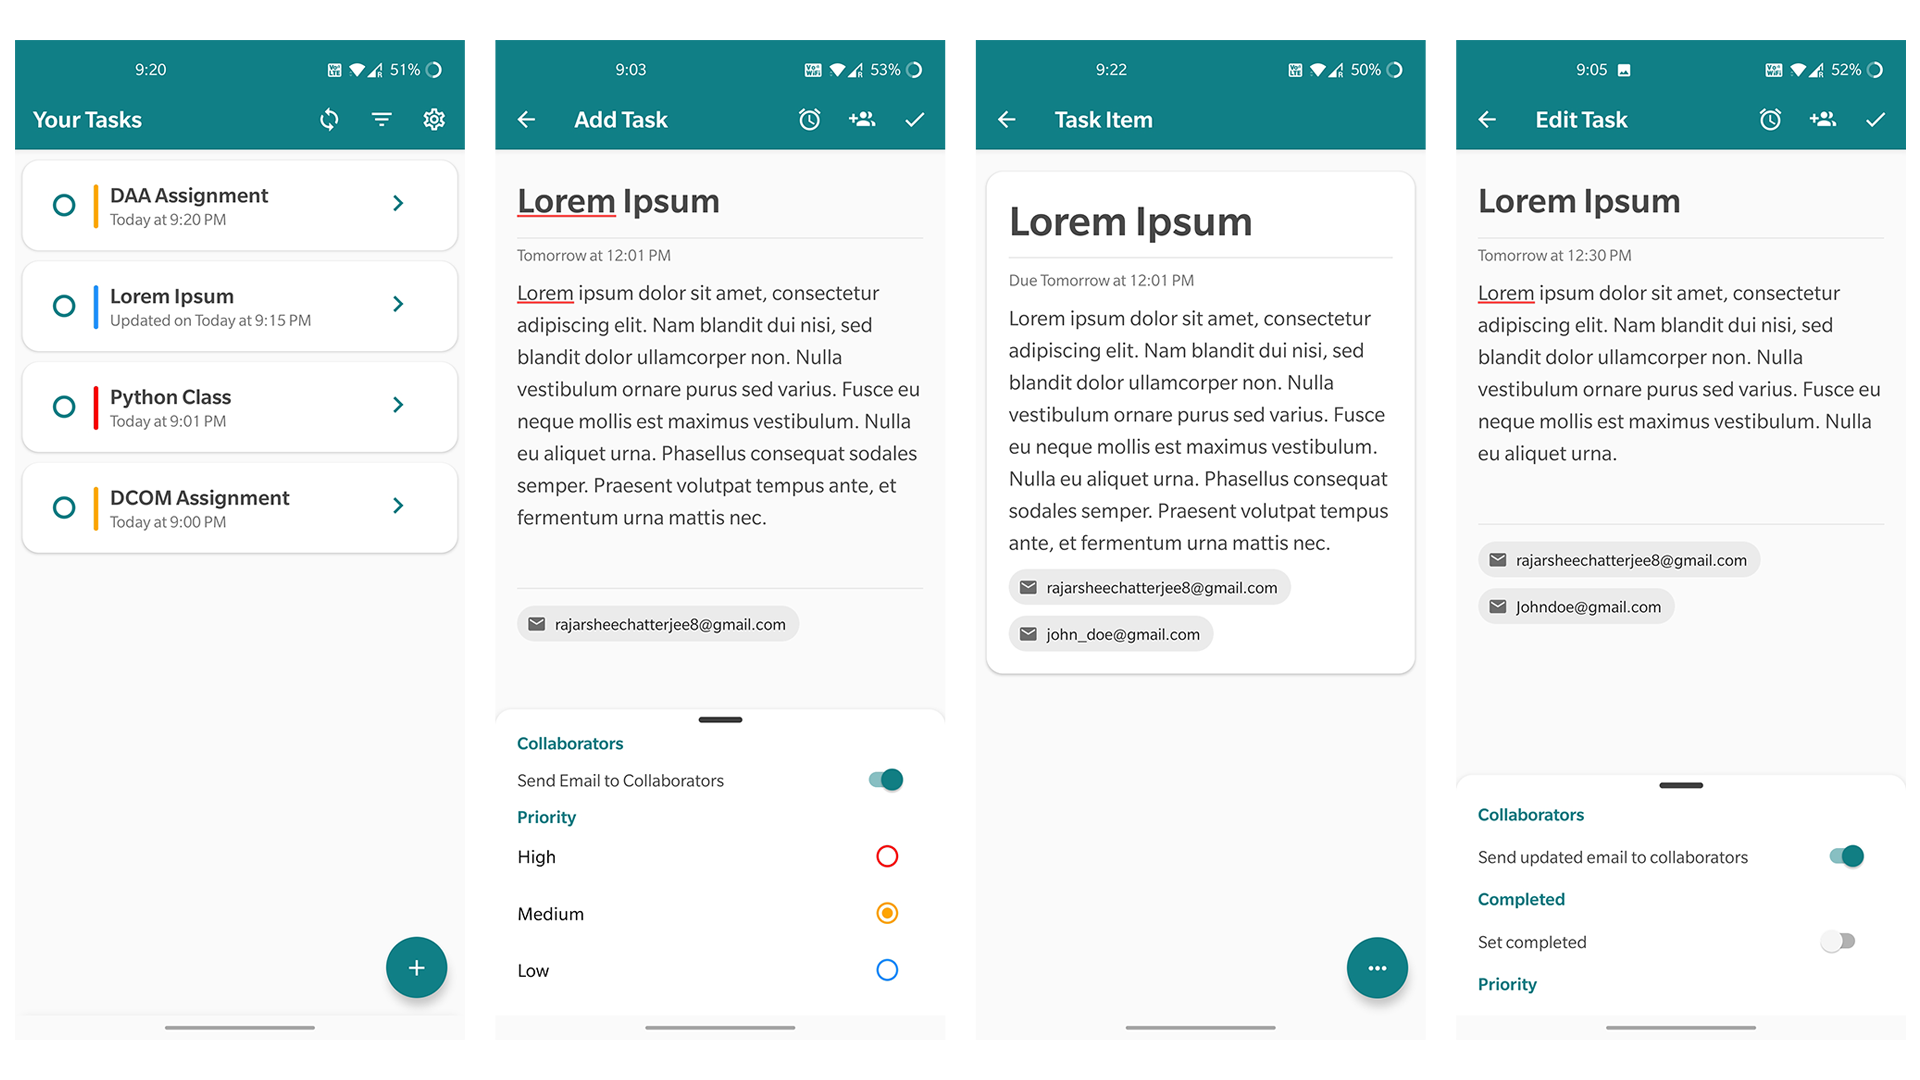 9:20
51%
Your Tasks
DAA Assignment
Today at 9:20 PM
Lorem Ipsum
Updated on Today at 9:15 PM
Python Class
Today at 9:01 PM
DCOM Assignment
Today at 9:00 PM
9:03
53%
Add Task
Lorem Ipsum
Tomorrow at 12:01 PM
Lorem ipsum dolor sit amet, consectetur
adipiscing elit. Nam blandit dui nisi, sed
blandit dolor ullamcorper non. Nulla
vestibulum ornare purus sed varius. Fusce eu
neque mollis est maximus vestibulum. Nulla
eu aliquet urna. Phasellus consequat sodales
semper. Praesent volutpat tempus ante, et
fermentum urna mattis nec.
rajarsheechatterjee8@gmail.com
Collaborators
Send Email to Collaborators
Priority
High
Medium
Low
9:22
50%
Task Item
Lorem Ipsum
Due Tomorrow at 12:01 PM
Lorem ipsum dolor sit amet, consectetur
adipiscing elit. Nam blandit dui nisi, sed
blandit dolor ullamcorper non. Nulla
vestibulum ornare purus sed varius. Fusce
eu neque mollis est maximus vestibulum.
Nulla eu aliquet urna. Phasellus consequat
sodales semper. Praesent volutpat tempus
ante, et fermentum urna mattis nec.
rajarsheechatterjee8@gmail.com
john_doe@gmail.com
9:05
52%
Edit Task
Lorem Ipsum
Tomorrow at 12:30 PM
Lorem ipsum dolor sit amet, consectetur
adipiscing elit. Nam blandit dui nisi, sed
blandit dolor ullamcorper non. Nulla
vestibulum ornare purus sed varius. Fusce eu
neque mollis est maximus vestibulum. Nulla
eu aliquet urna.
rajarsheechatterjee8@gmail.com
Johndoe@gmail.com
Collaborators
Send updated email to collaborators
Completed
Set completed
Priority